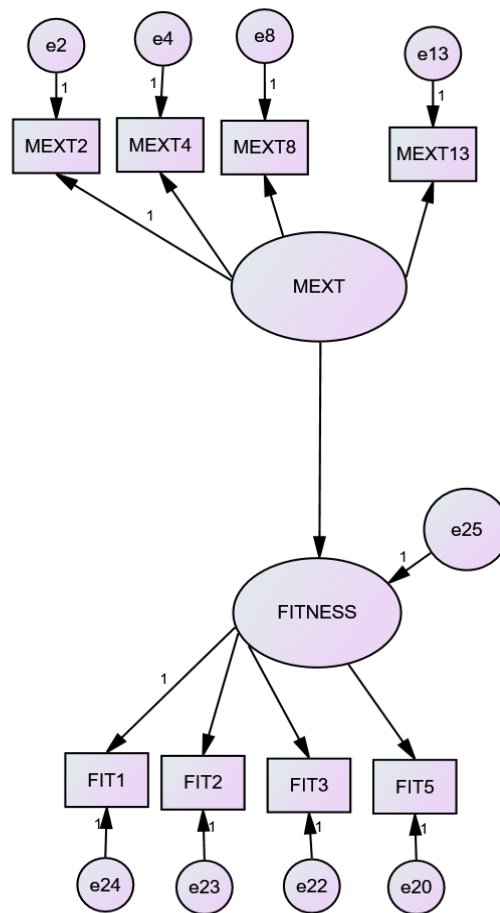 e2
e4
e8
e13
1
1
1
1
MEXT2
MEXT4
MEXT8
MEXT13
1
MEXT
e25
1
FITNESS
1
FIT1
FIT2
FIT3
FIT5
1
1
1
1
e24
e23
e22
e20